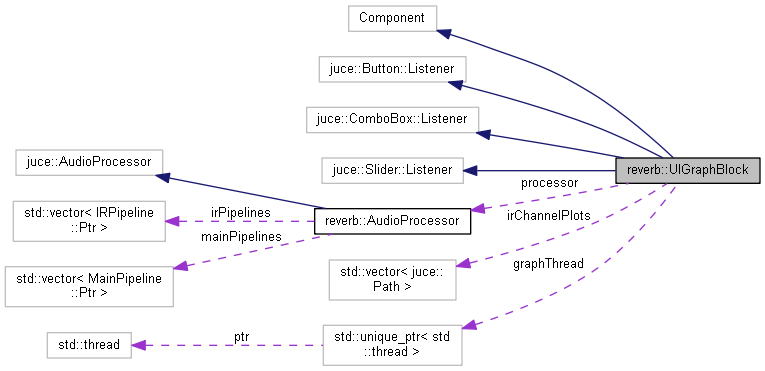 Component
juce::Button::Listener
juce::ComboBox::Listener
juce::AudioProcessor
juce::Slider::Listener
reverb::UIGraphBlock
processor
std::vector< IRPipeline
::Ptr >
irPipelines
reverb::AudioProcessor
irChannelPlots
mainPipelines
std::vector< MainPipeline
::Ptr >
std::vector< juce::
Path >
graphThread
std::thread
ptr
std::unique_ptr< std
::thread >